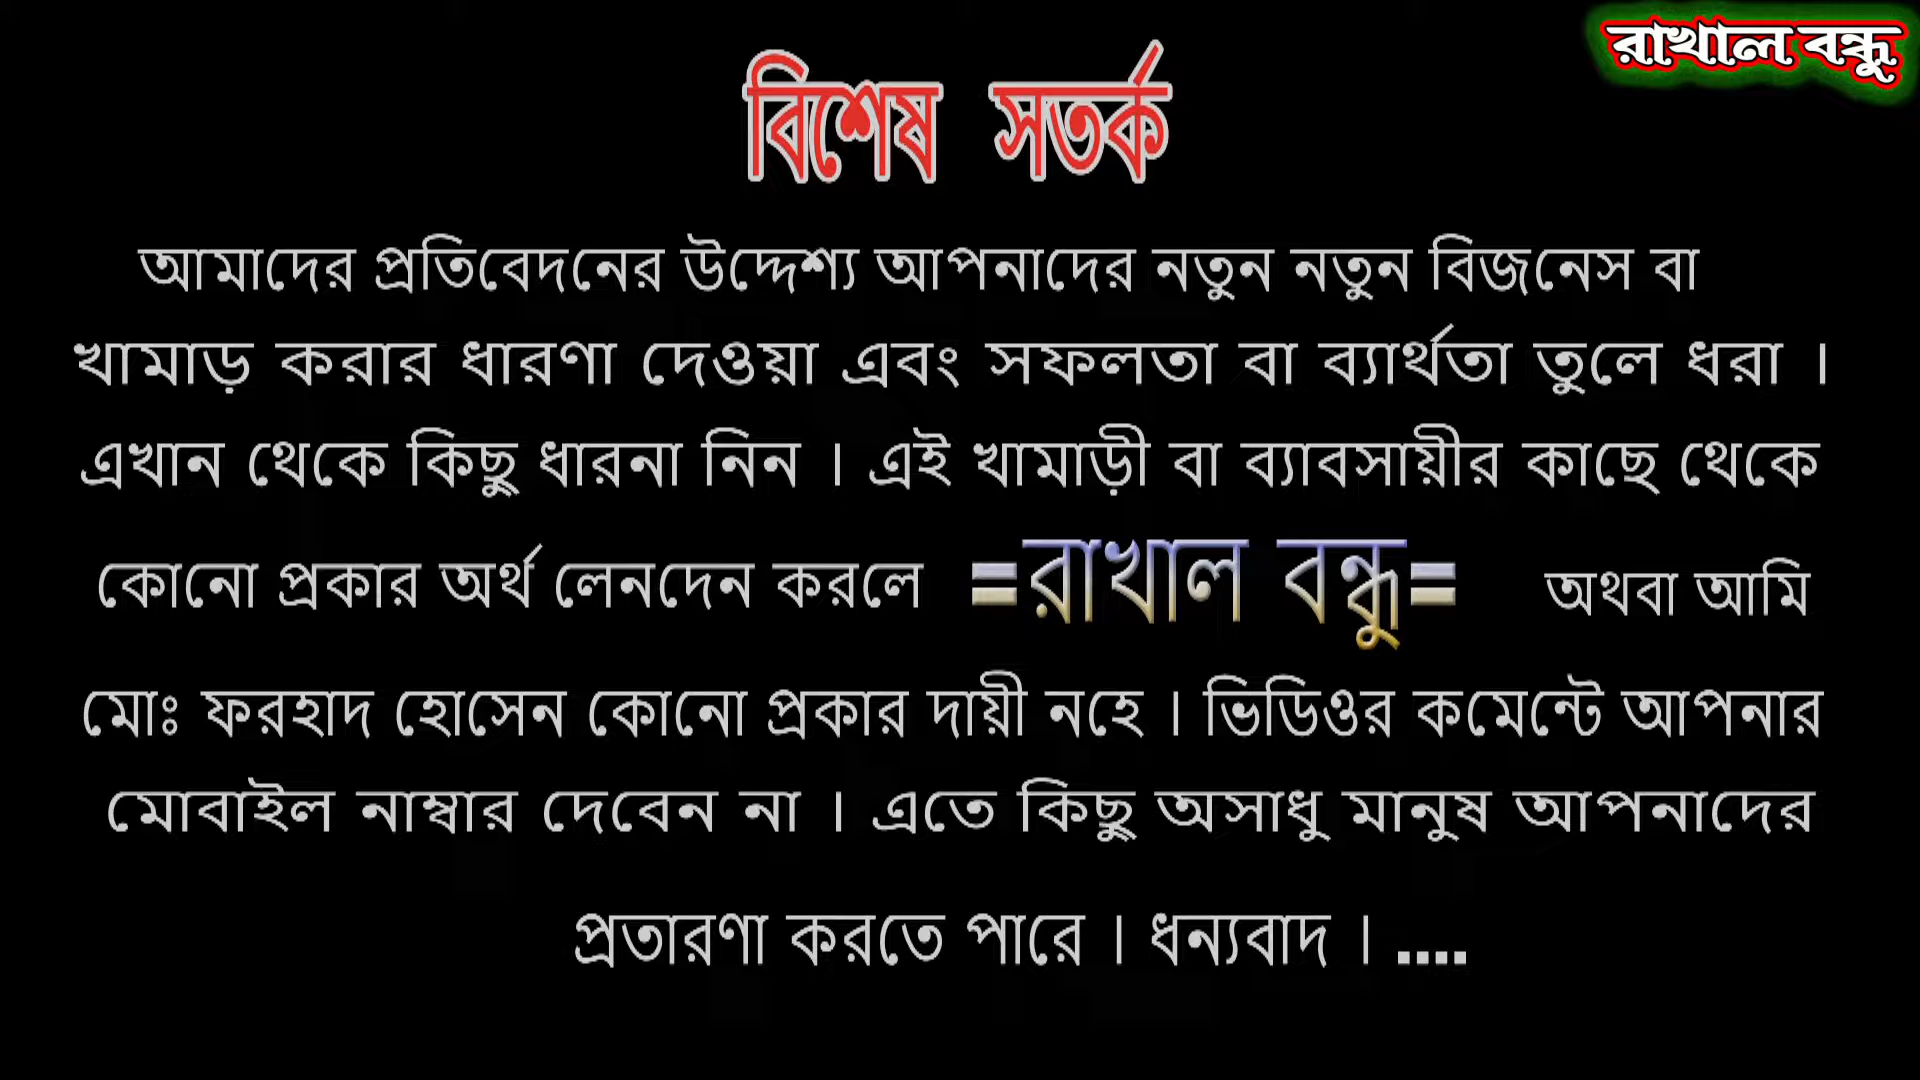 রাখাল বন্ধু
বিশেষ সতর্ক
আমাদের প্রতিবেদনের উদ্দেশ্য আপনাদের নতুন নতুন বিজনেস বা
খামাড় করার ধারণা দেওয়া এবং সফলতা বা ব্যার্থতা তুলে ধরা ।
এখান থেকে কিছু ধারনা নিন । এই খামাড়ী বা ব্যাবসায়ীর কাছে থেকে
কোনো প্রকার অর্থ লেনদেন করলে =রাখাল বন্ধু= অথবা আমি
মোঃ ফরহাদ হোসেন কোনো প্রকার দায়ী নহে । ভিডিওর কমেন্টে আপনার
মোবাইল নাম্বার দেবেন না । এতে কিছু অসাধু মানুষ আপনাদের
প্রতারণা করতে পারে । ধন্যবাদ । ....